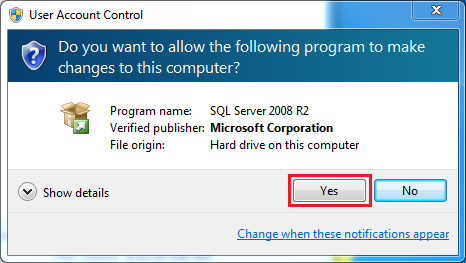 User Account Control
Do you want to allow the following program to make
changes to this computer?
Program name: SQL Server 2008 R2
Verified publisher: Microsoft Corporation
File origin: Hard drive on this computer
Show details Yes No
Change when these notifications appear